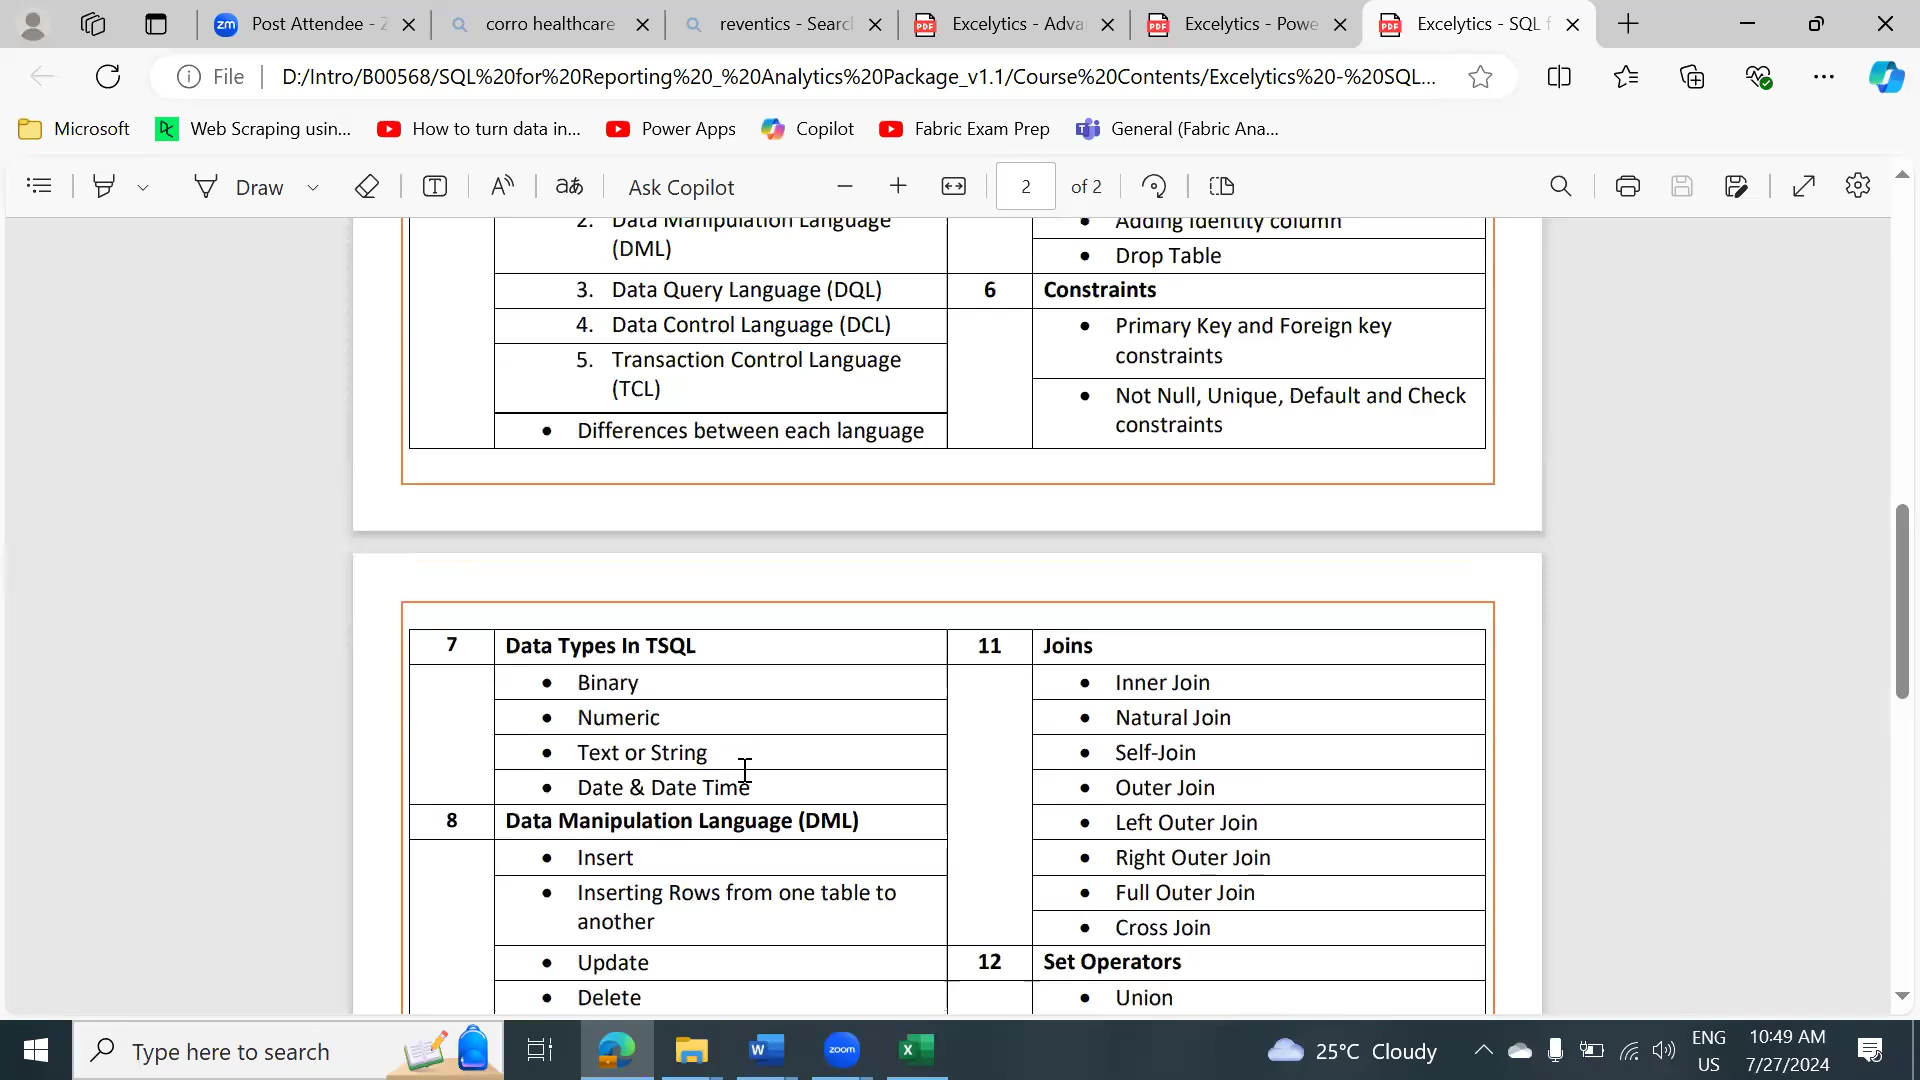 Post Attendee - Z
corro healthcare
reventics - Searc
Excelytics - Adva
Excelytics - Powe
Excelytics - SQL f
File
D:/Intro/B00568/SQL%20for%20Reporting%20_%20Analytics%20Package_v1.1/Course%20Contents/Excelytics%20-%20SQL...
Microsoft
Web Scraping usin...
How to turn data in...
Power Apps
Copilot
Fabric Exam Prep
General (Fabric Ana...
Draw
Ask Copilot
2
of 2
2. Data Manipulation Language
(DML)
3. Data Query Language (DQL)
4. Data Control Language (DCL)
5. Transaction Control Language
(TCL)
• Differences between each language
• Adding Identity column
• Drop Table
6 Constraints
• Primary Key and Foreign key
constraints
• Not Null, Unique, Default and Check
constraints
7 Data Types In TSQL
• Binary
• Numeric
• Text or String
• Date & Date Time
8 Data Manipulation Language (DML)
• Insert
• Inserting Rows from one table to
another
• Update
• Delete
11 Joins
• Inner Join
• Natural Join
• Self-Join
• Outer Join
• Left Outer Join
• Right Outer Join
• Full Outer Join
• Cross Join
12 Set Operators
• Union
Type here to search
zoom
25°C Cloudy
ENG
US
10:49 AM
7/27/2024